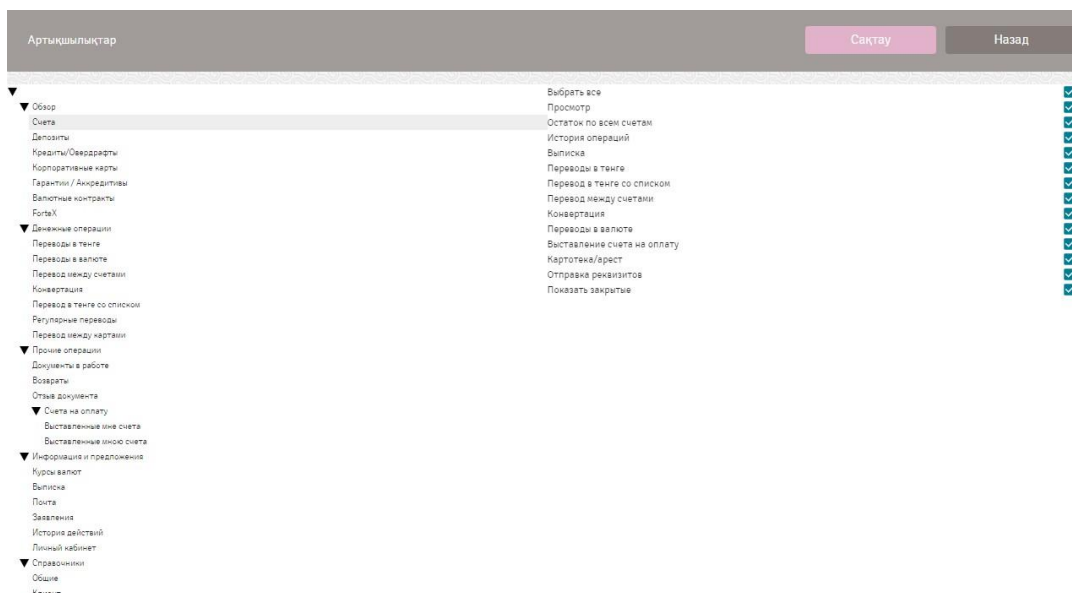 Артықшылықтар
Сақтау
Назад
Обзор
Счета
Депозиты
Кредиты/Овердрафты
Корпоративные карты
Гарантии / Аккредитивы
Валютные контракты
ForteX
Денежные операции
Переводы в тенге
Переводы в валюте
Перевод между счетами
Конвертация
Перевод в тенге со списком
Регулярные переводы
Перевод между картами
Прочие операции
Документы в работе
Возвраты
Отзыв документа
Счета на оплату
Выставленные мне счета
Выставленные мною счета
Информация и предложения
Курсы валют
Выписка
Почта
Заявления
История действий
Личный кабинет
Справочники
Общие
Клиент
Выбрать все
Просмотр
Остаток по всем счетам
История операций
Выписка
Переводы в тенге
Перевод в тенге со списком
Перевод между счетами
Конвертация
Переводы в валюте
Выставление счета на оплату
Картотека/арест
Отправка реквизитов
Показать закрытые